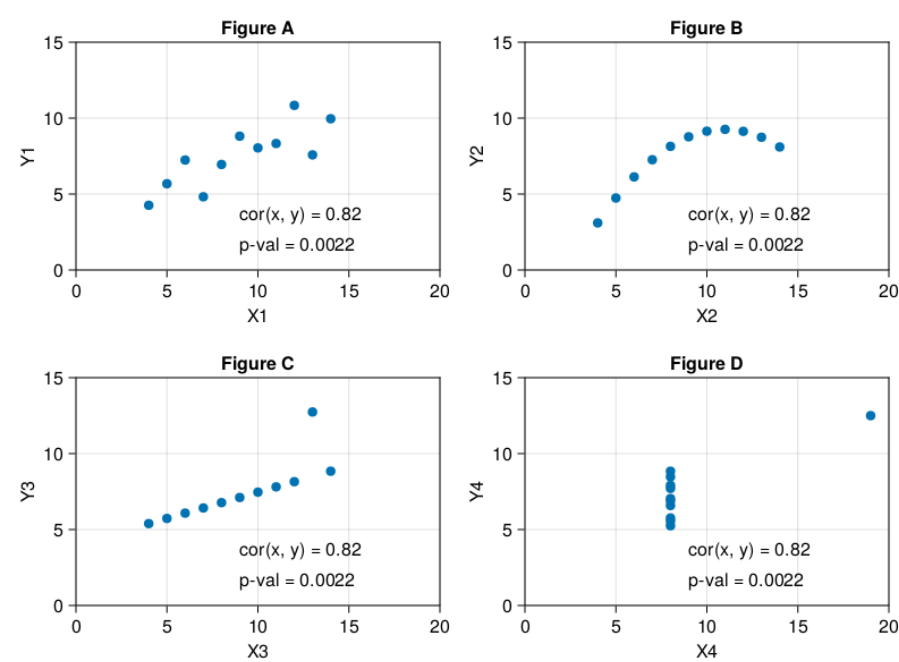 Figure A
15
10
5
0
Y1
cor(x, y) = 0.82
p-val = 0.0022
0 5 10 15 20
X1
Figure B
15
10
5
0
Y2
cor(x, y) = 0.82
p-val = 0.0022
0 5 10 15 20
X2
Figure C
15
10
5
0
Y3
cor(x, y) = 0.82
p-val = 0.0022
0 5 10 15 20
X3
Figure D
15
10
5
0
Y4
cor(x, y) = 0.82
p-val = 0.0022
0 5 10 15 20
X4